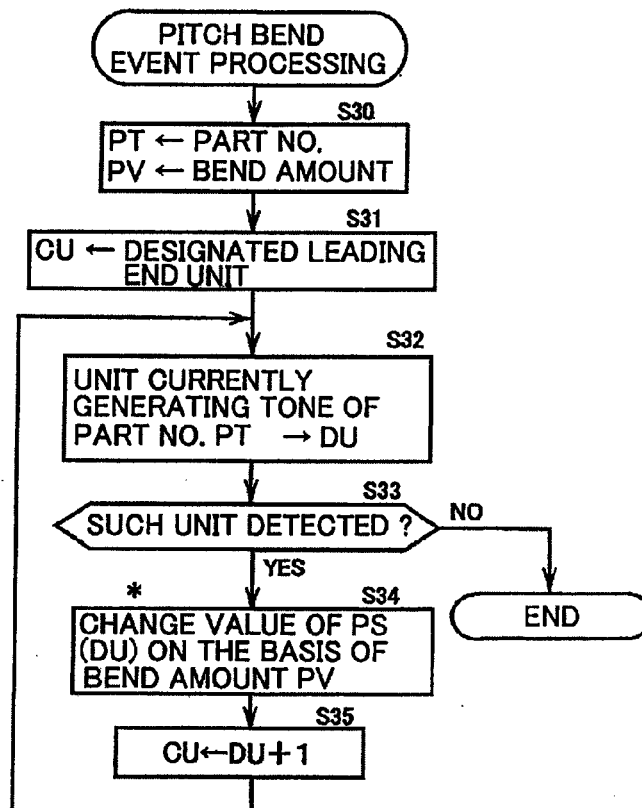 PITCH BEND
EVENT PROCESSING
S30
PT ← PART NO.
PV ← BEND AMOUNT
S31
CU ← DESIGNATED LEADING
END UNIT
S32
UNIT CURRENTLY
GENERATING TONE OF
PART NO. PT → DU
S33
SUCH UNIT DETECTED ?
NO
YES
END
*
S34
CHANGE VALUE OF PS
(DU) ON THE BASIS OF
BEND AMOUNT PV
S35
CU←DU+1